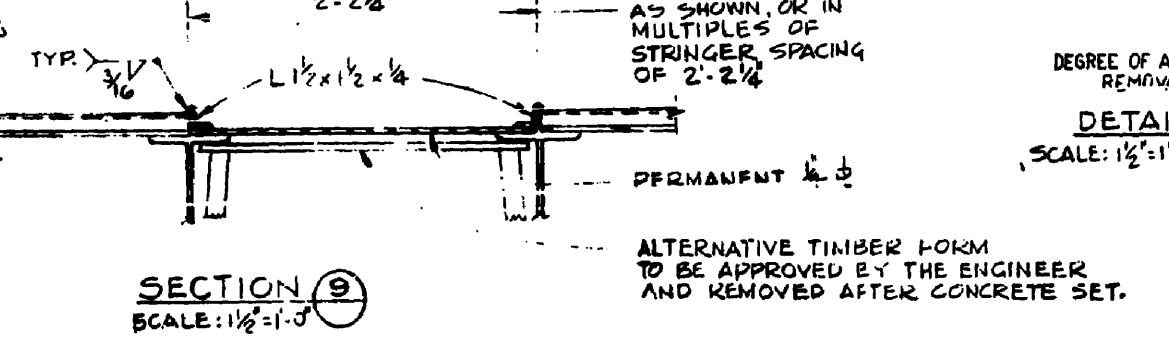 2'-2¼"
AS SHOWN, OR IN
MULTIPLES OF
STRINGER SPACING
OF 2'-2¼"
TYP.
3/16
L 1½ × 1½ × ¼
DEGREE OF A
REMOVA
DETAI
SCALE: 1½"=1'
PERMANENT ¼"
ALTERNATIVE TIMBER FORM
TO BE APPROVED BY THE ENGINEER
AND REMOVED AFTER CONCRETE SET.
SECTION 9
SCALE: 1½"=1'-0"